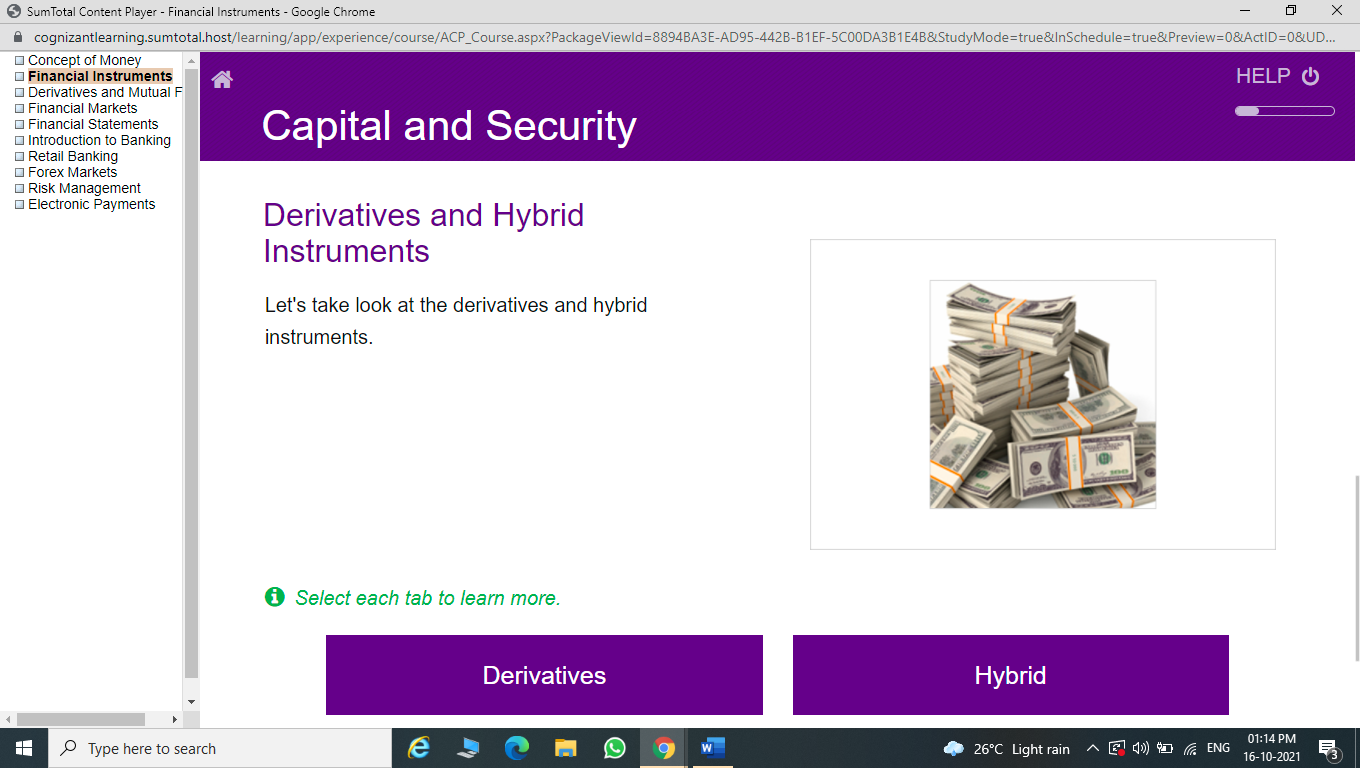 SumTotal Content Player - Financial Instruments - Google Chrome
cognizantlearning.sumtotal.host/learning/app/experience/course/ACP_Course.aspx?PackageViewId=8894BA3E-AD95-442B-B1EF-5C00DA3B1E4B&StudyMode=true&InSchedule=true&Preview=0&ActID=0&UD...
Concept of Money
Financial Instruments
Derivatives and Mutual F
Financial Markets
Financial Statements
Introduction to Banking
Retail Banking
Forex Markets
Risk Management
Electronic Payments
HELP
Capital and Security
Derivatives and Hybrid
Instruments
Let's take look at the derivatives and hybrid
instruments.
100
Select each tab to learn more.
Derivatives
Hybrid
Type here to search
26°C Light rain
ENG
01:14 PM
16-10-2021
3